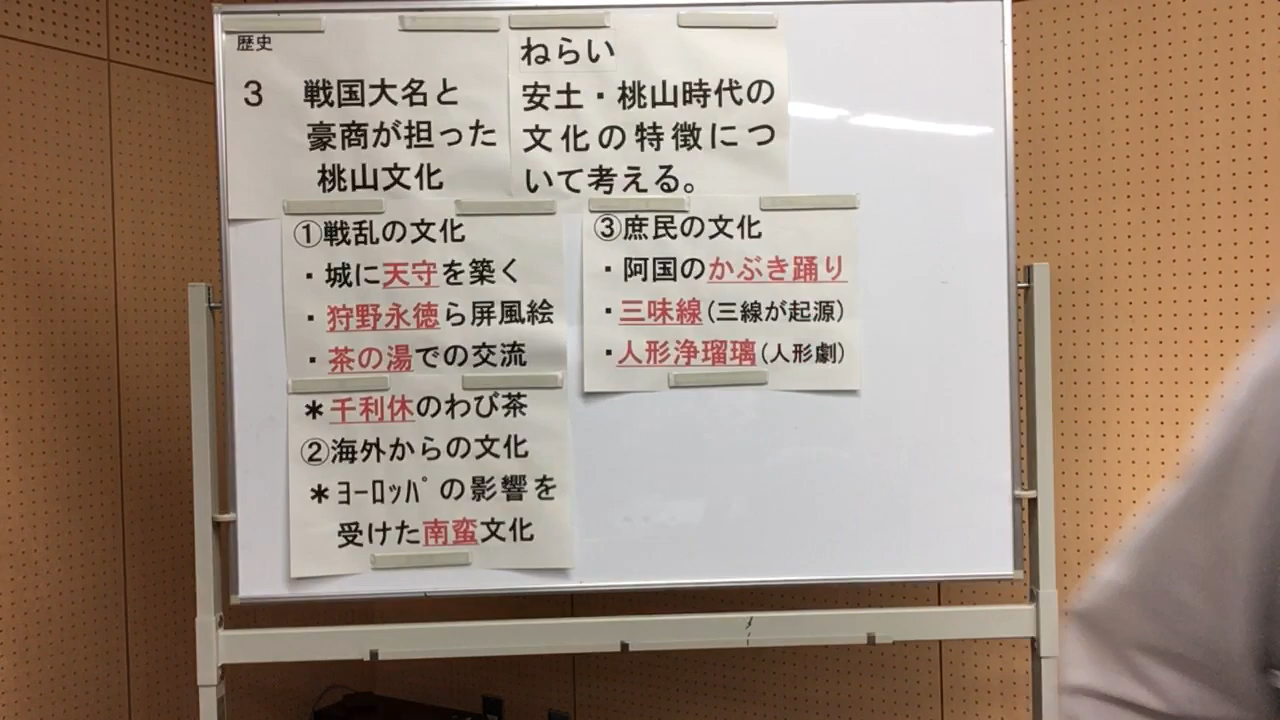 歴史
3 戦国大名と
豪商が担った
桃山文化
ねらい
安土・桃山時代の
文化の特徴につ
いて考える。
①戦乱の文化
・城に天守を築く
・狩野永徳ら屏風絵
・茶の湯での交流
＊千利休のわび茶
②海外からの文化
＊ﾖｰﾛｯﾊﾟの影響を
受けた南蛮文化
③庶民の文化
・阿国のかぶき踊り
・三味線(三線が起源)
・人形浄瑠璃(人形劇)